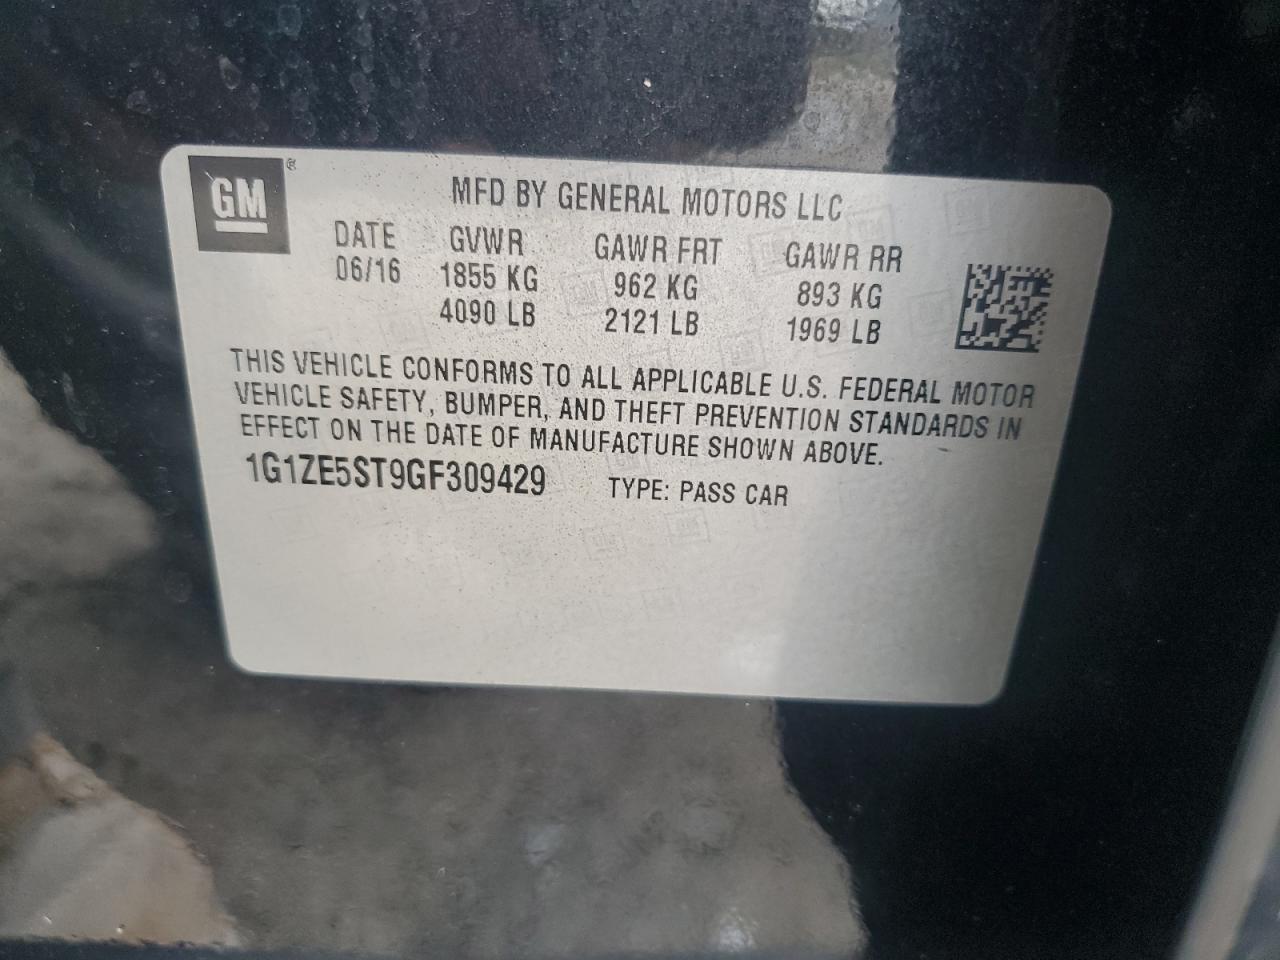 GM®
MFD BY GENERAL MOTORS LLC
DATE GVWR GAWR FRT GAWR RR
06/16 1855 KG 962 KG 893 KG
4090 LB 2121 LB 1969 LB
THIS VEHICLE CONFORMS TO ALL APPLICABLE U.S. FEDERAL MOTOR
VEHICLE SAFETY, BUMPER, AND THEFT PREVENTION STANDARDS IN
EFFECT ON THE DATE OF MANUFACTURE SHOWN ABOVE.
1G1ZE5ST9GF309429 TYPE: PASS CAR